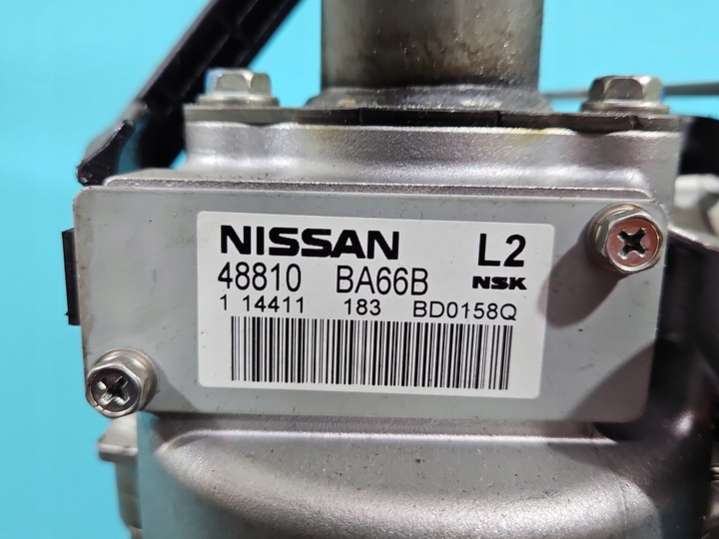 NISSAN L2
48810 BA66B NSK
1 14411 183 BD0158Q